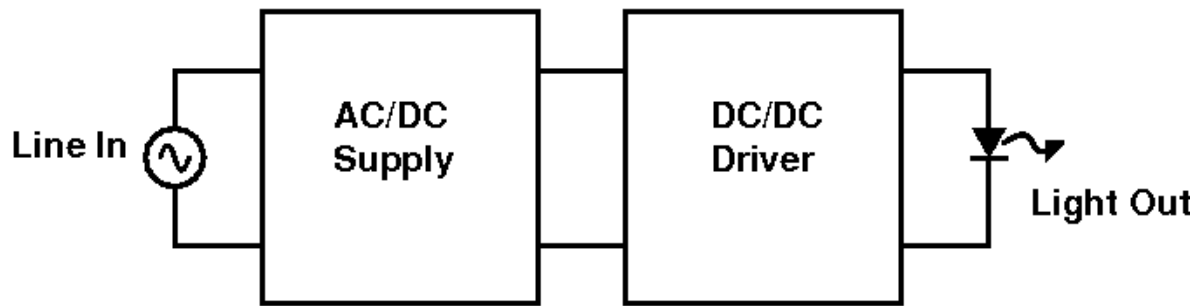 Line In
AC/DC
Supply
DC/DC
Driver
Light Out